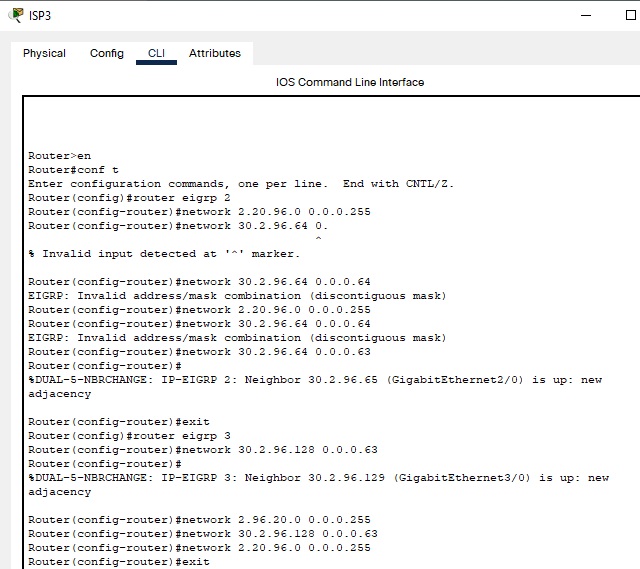 ISP3
Physical Config CLI Attributes
IOS Command Line Interface
Router>en
Router#conf t
Enter configuration commands, one per line.  End with CNTL/Z.
Router(config)#router eigrp 2
Router(config-router)#network 2.20.96.0 0.0.0.255
Router(config-router)#network 30.2.96.64 0.
^
% Invalid input detected at '^' marker.
Router(config-router)#network 30.2.96.64 0.0.0.64
EIGRP: Invalid address/mask combination (discontiguous mask)
Router(config-router)#network 2.20.96.0 0.0.0.255
Router(config-router)#network 30.2.96.64 0.0.0.64
EIGRP: Invalid address/mask combination (discontiguous mask)
Router(config-router)#network 30.2.96.64 0.0.0.63
Router(config-router)#
%DUAL-5-NBRCHANGE: IP-EIGRP 2: Neighbor 30.2.96.65 (GigabitEthernet2/0) is up: new
adjacency
Router(config-router)#exit
Router(config)#router eigrp 3
Router(config-router)#network 30.2.96.128 0.0.0.63
Router(config-router)#
%DUAL-5-NBRCHANGE: IP-EIGRP 3: Neighbor 30.2.96.129 (GigabitEthernet3/0) is up: new
adjacency
Router(config-router)#network 2.96.20.0 0.0.0.255
Router(config-router)#network 30.2.96.128 0.0.0.63
Router(config-router)#network 2.20.96.0 0.0.0.255
Router(config-router)#exit